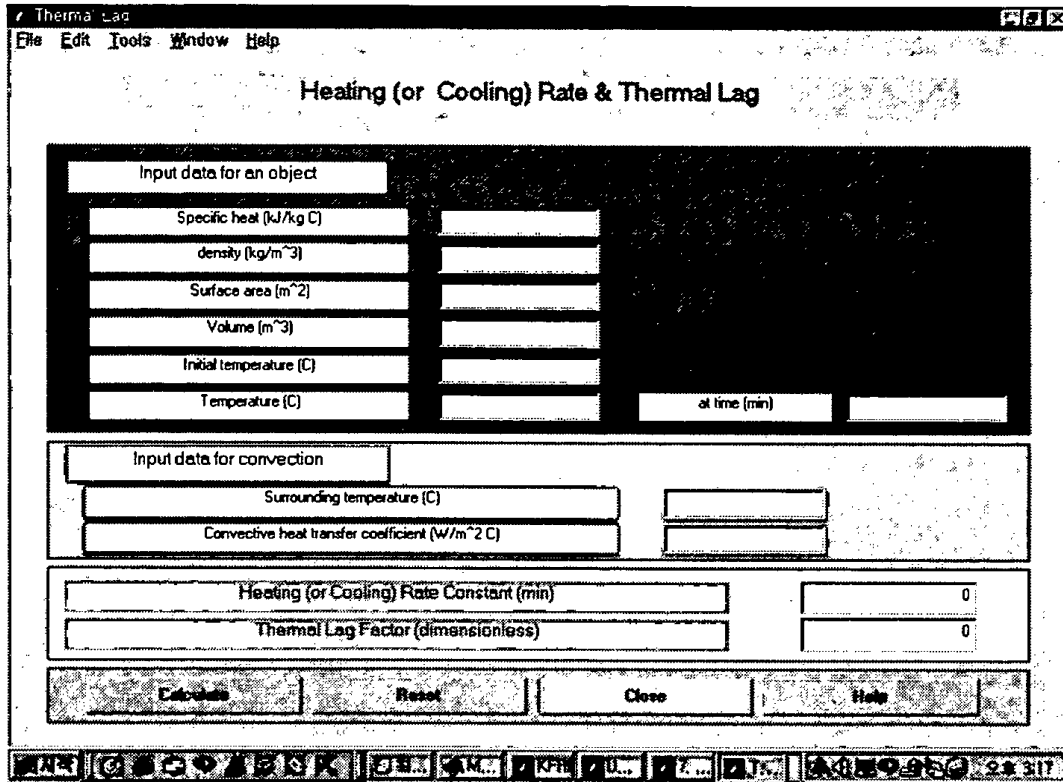 Thermal Lag
File Edit Tools Window Help
Heating (or Cooling) Rate & Thermal Lag
Input data for an object
Specific heat (kJ/kg C)
density (kg/m^3)
Surface area (m^2)
Volume (m^3)
Initial temperature (C)
Temperature (C)
at time (min)
Input data for convection
Surrounding temperature (C)
Convective heat transfer coefficient (W/m^2 C)
Heating (or Cooling) Rate Constant (min)
0
Thermal Lag Factor (dimensionless)
0
Calculate Reset Close Help
3:17